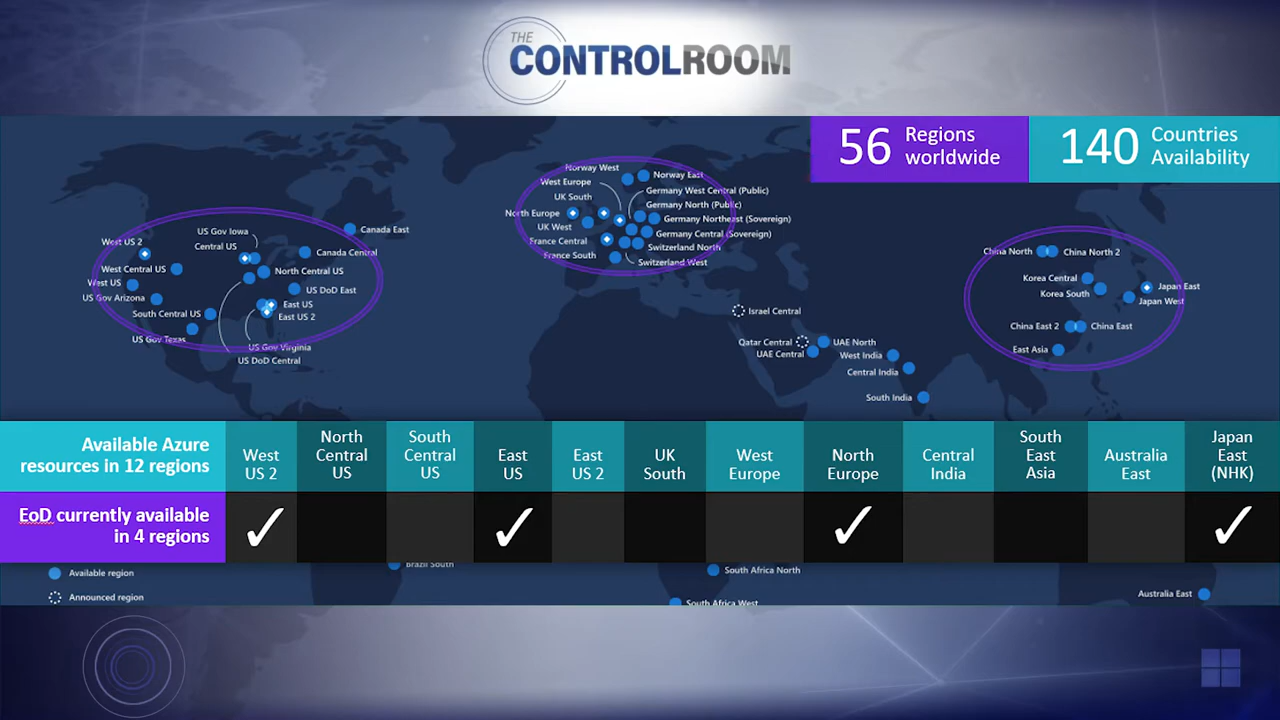 THE
CONTROLROOM
56 Regions worldwide
140 Countries Availability
Norway West
Norway East
West Europe
Germany West Central (Public)
UK South
Germany North (Public)
North Europe
Germany Northeast (Sovereign)
UK West
Germany Central (Sovereign)
France Central
Switzerland North
France South
Switzerland West
US Gov Iowa
Canada East
West US 2
Central US
Canada Central
West Central US
North Central US
West US
US DoD East
US Gov Arizona
East US
South Central US
East US 2
US Gov Texas
US Gov Virginia
US DoD Central
China North
China North 2
Korea Central
Japan East
Korea South
Japan West
China East 2
China East
East Asia
Israel Central
Qatar Central
UAE North
UAE Central
West India
Central India
South India
Available Azure
resources in 12 regions
West
US 2
North
Central
US
South
Central
US
East
US
East
US 2
UK
South
West
Europe
North
Europe
Central
India
South
East
Asia
Australia
East
Japan
East
(NHK)
EoD currently available
in 4 regions
Available region
Brazil South
South Africa North
Announced region
South Africa West
Australia East